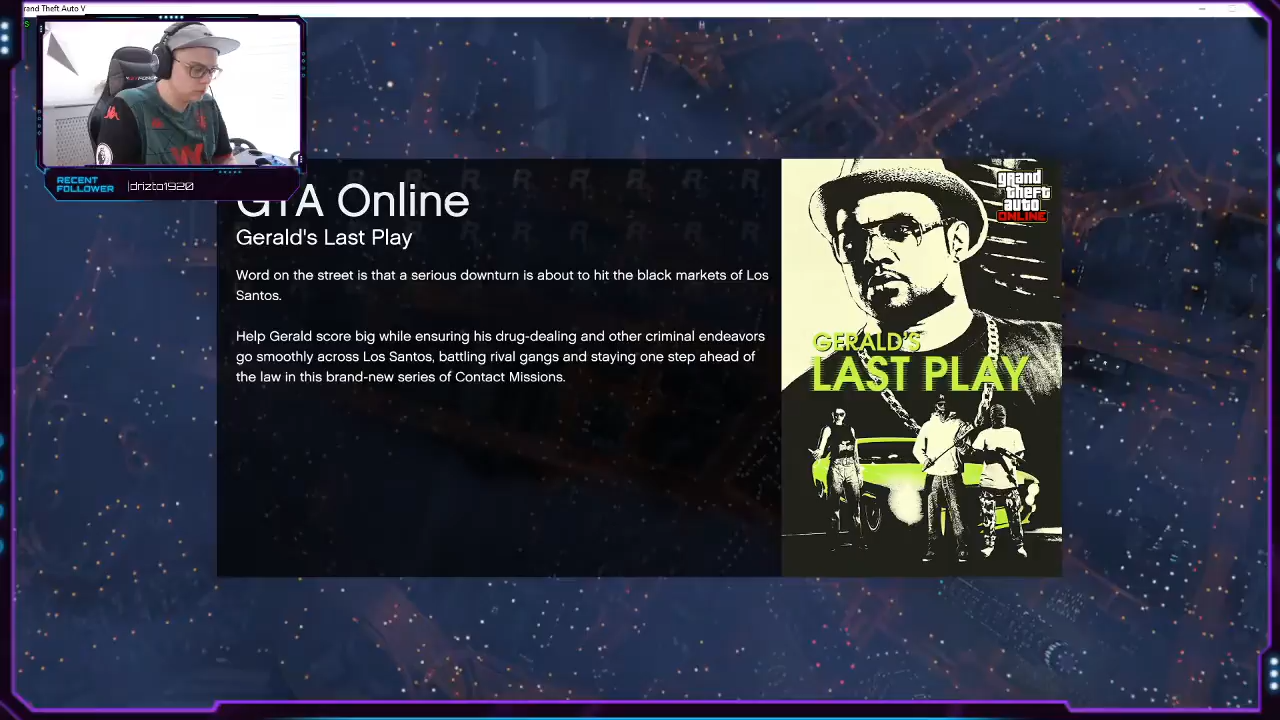 rand Theft Auto V
RECENT
FOLLOWER
drizto1920
GTA Online
Gerald's Last Play
Word on the street is that a serious downturn is about to hit the black markets of Los
Santos.
Help Gerald score big while ensuring his drug-dealing and other criminal endeavors
go smoothly across Los Santos, battling rival gangs and staying one step ahead of
the law in this brand-new series of Contact Missions.
grand
theft
auto
ONLINE
GERALD'S
LAST PLAY